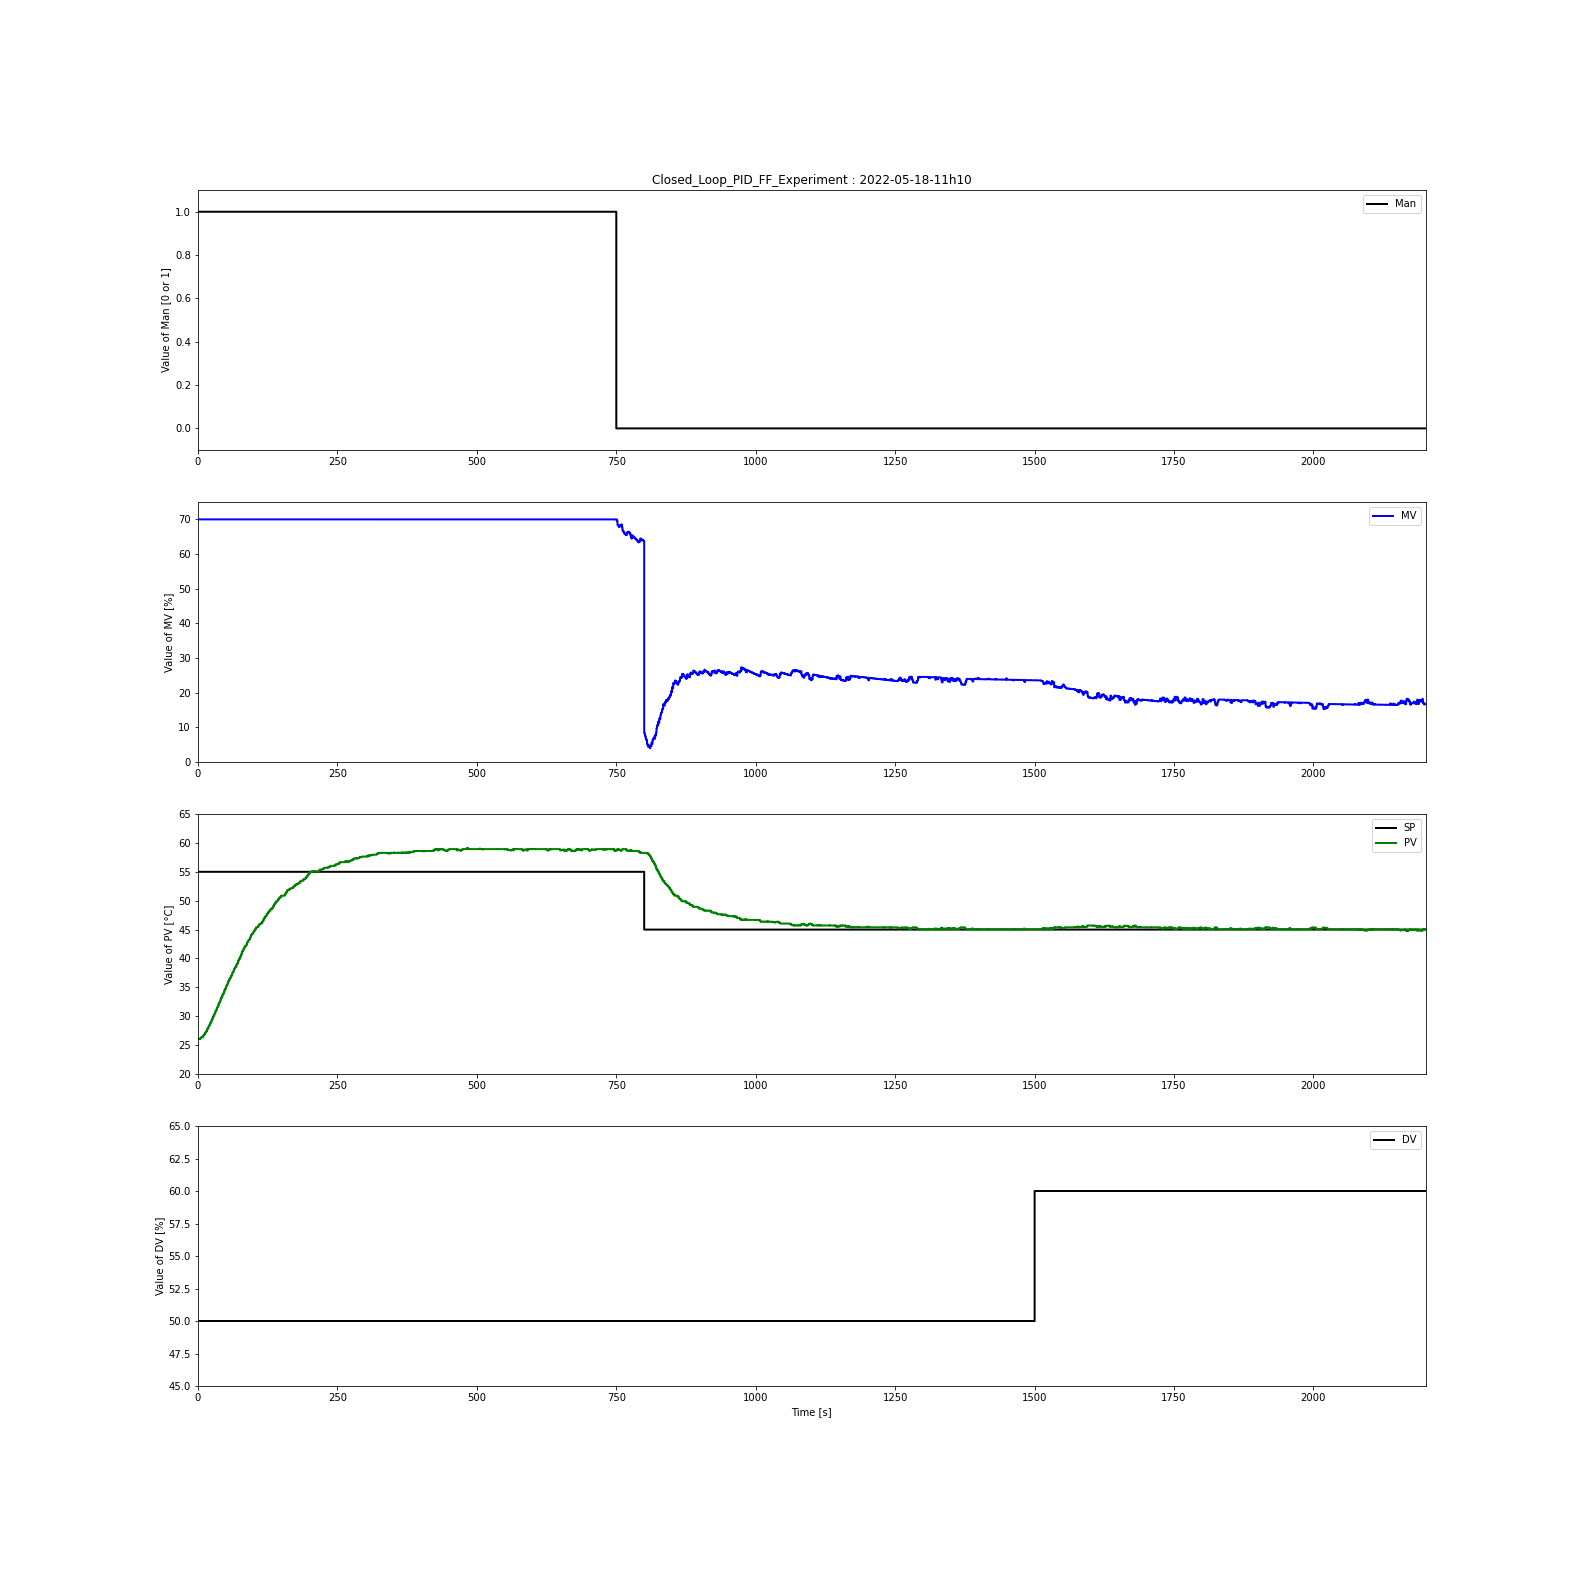 Closed_Loop_PID_FF_Experiment : 2022-05-18-11h10
Man
Value of Man [0 or 1]
1.0
0.8
0.6
0.4
0.2
0.0
0 250 500 750 1000 1250 1500 1750 2000
MV
Value of MV [%]
70
60
50
40
30
20
10
0
0 250 500 750 1000 1250 1500 1750 2000
SP
PV
Value of PV [°C]
65
60
55
50
45
40
35
30
25
20
0 250 500 750 1000 1250 1500 1750 2000
DV
Value of DV [%]
65.0
62.5
60.0
57.5
55.0
52.5
50.0
47.5
45.0
0 250 500 750 1000 1250 1500 1750 2000
Time [s]